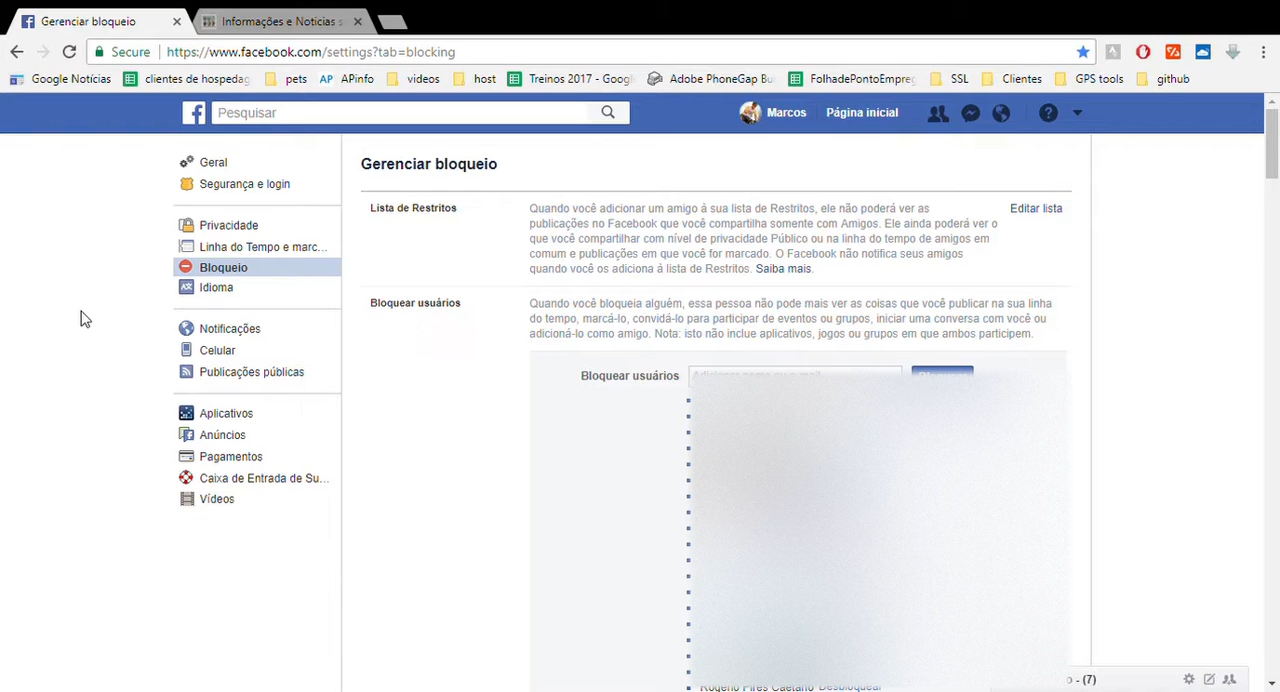 Gerenciar bloqueio
Informações e Noticias s
Secure
https://www.facebook.com/settings?tab=blocking
Google Notícias
clientes de hospedag
pets
AP
APinfo
videos
host
Treinos 2017 - Googl
Adobe PhoneGap Bu
FolhadePontoEmpreg
SSL
Clientes
GPS tools
github
Pesquisar
Marcos
Página inicial
Geral
Segurança e login
Privacidade
Linha do Tempo e marc...
Bloqueio
Idioma
Notificações
Celular
Publicações públicas
Aplicativos
Anúncios
Pagamentos
Caixa de Entrada de Su...
Vídeos
Gerenciar bloqueio
Lista de Restritos
Quando você adicionar um amigo à sua lista de Restritos, ele não poderá ver as
publicações no Facebook que você compartilha somente com Amigos. Ele ainda poderá ver o
que você compartilhar com nível de privacidade Público ou na linha do tempo de amigos em
comum e publicações em que você for marcado. O Facebook não notifica seus amigos
quando você os adiciona à lista de Restritos. Saiba mais.
Editar lista
Bloquear usuários
Quando você bloqueia alguém, essa pessoa não pode mais ver as coisas que você publicar na sua linha
do tempo, marcá-lo, convidá-lo para participar de eventos ou grupos, iniciar uma conversa com você ou
adicioná-lo como amigo. Nota: isto não inclue aplicativos, jogos ou grupos em que ambos participem.
Bloquear usuários
Rogério Pires Caetano Desbloquear
o - (7)